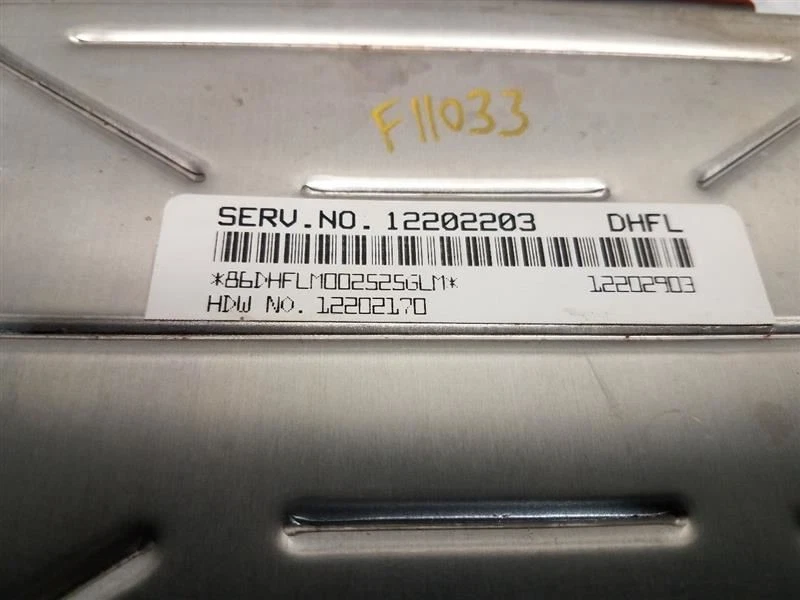 F11033
SERV.NO. 12202203 DHFL
*86DHFLM002525GLM* 12202903
HDW NO. 12202170